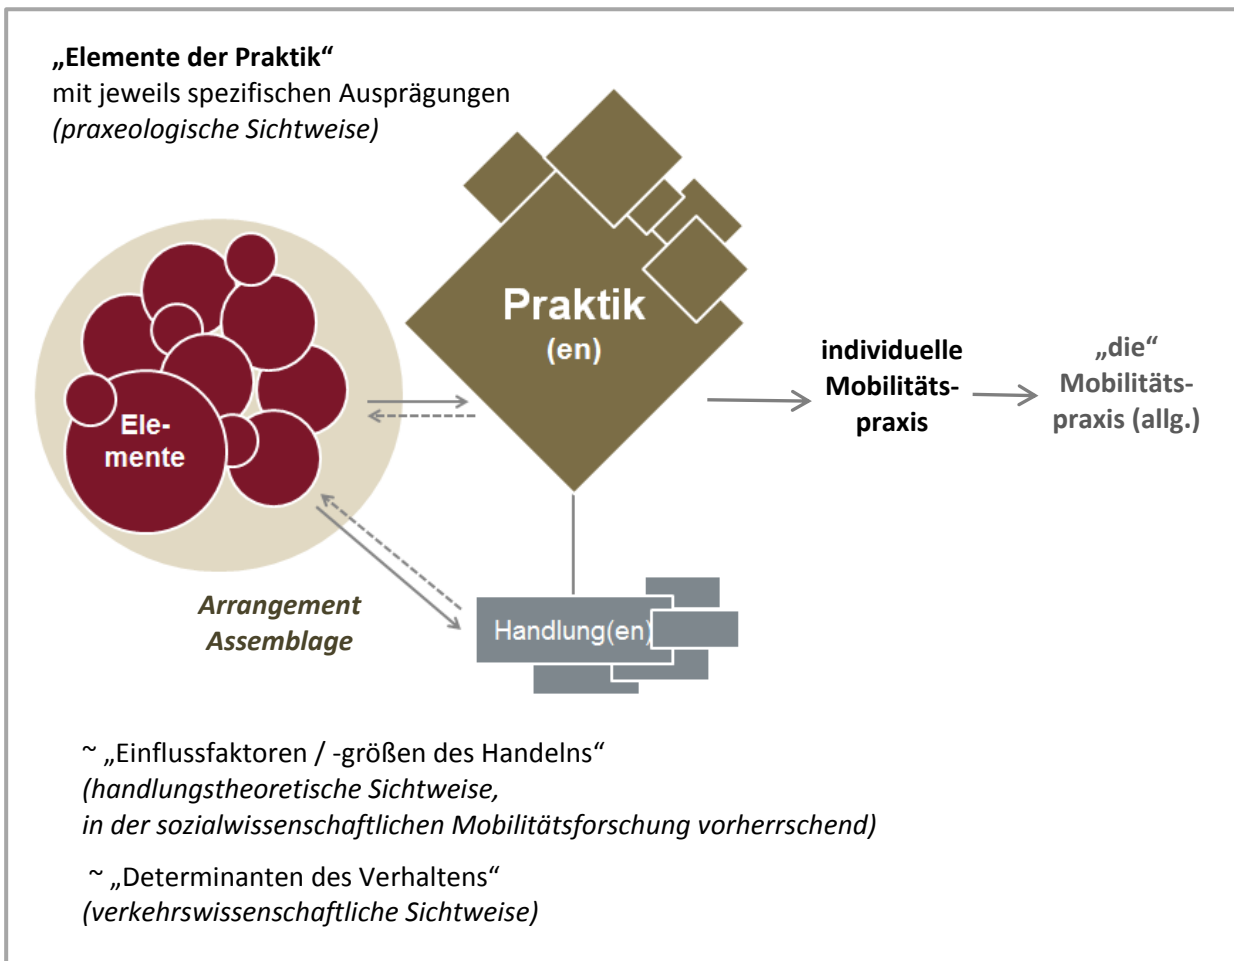 „Elemente der Praktik“
mit jeweils spezifischen Ausprägungen
(praxeologische Sichtweise)
Praktik
(en)
Ele-
mente
individuelle
Mobilitäts-
praxis
„die“
Mobilitäts-
praxis (allg.)
Arrangement
Assemblage
Handlung(en)
~ „Einflussfaktoren / -größen des Handelns“
(handlungstheoretische Sichtweise,
in der sozialwissenschaftlichen Mobilitätsforschung vorherrschend)
~ „Determinanten des Verhaltens“
(verkehrswissenschaftliche Sichtweise)